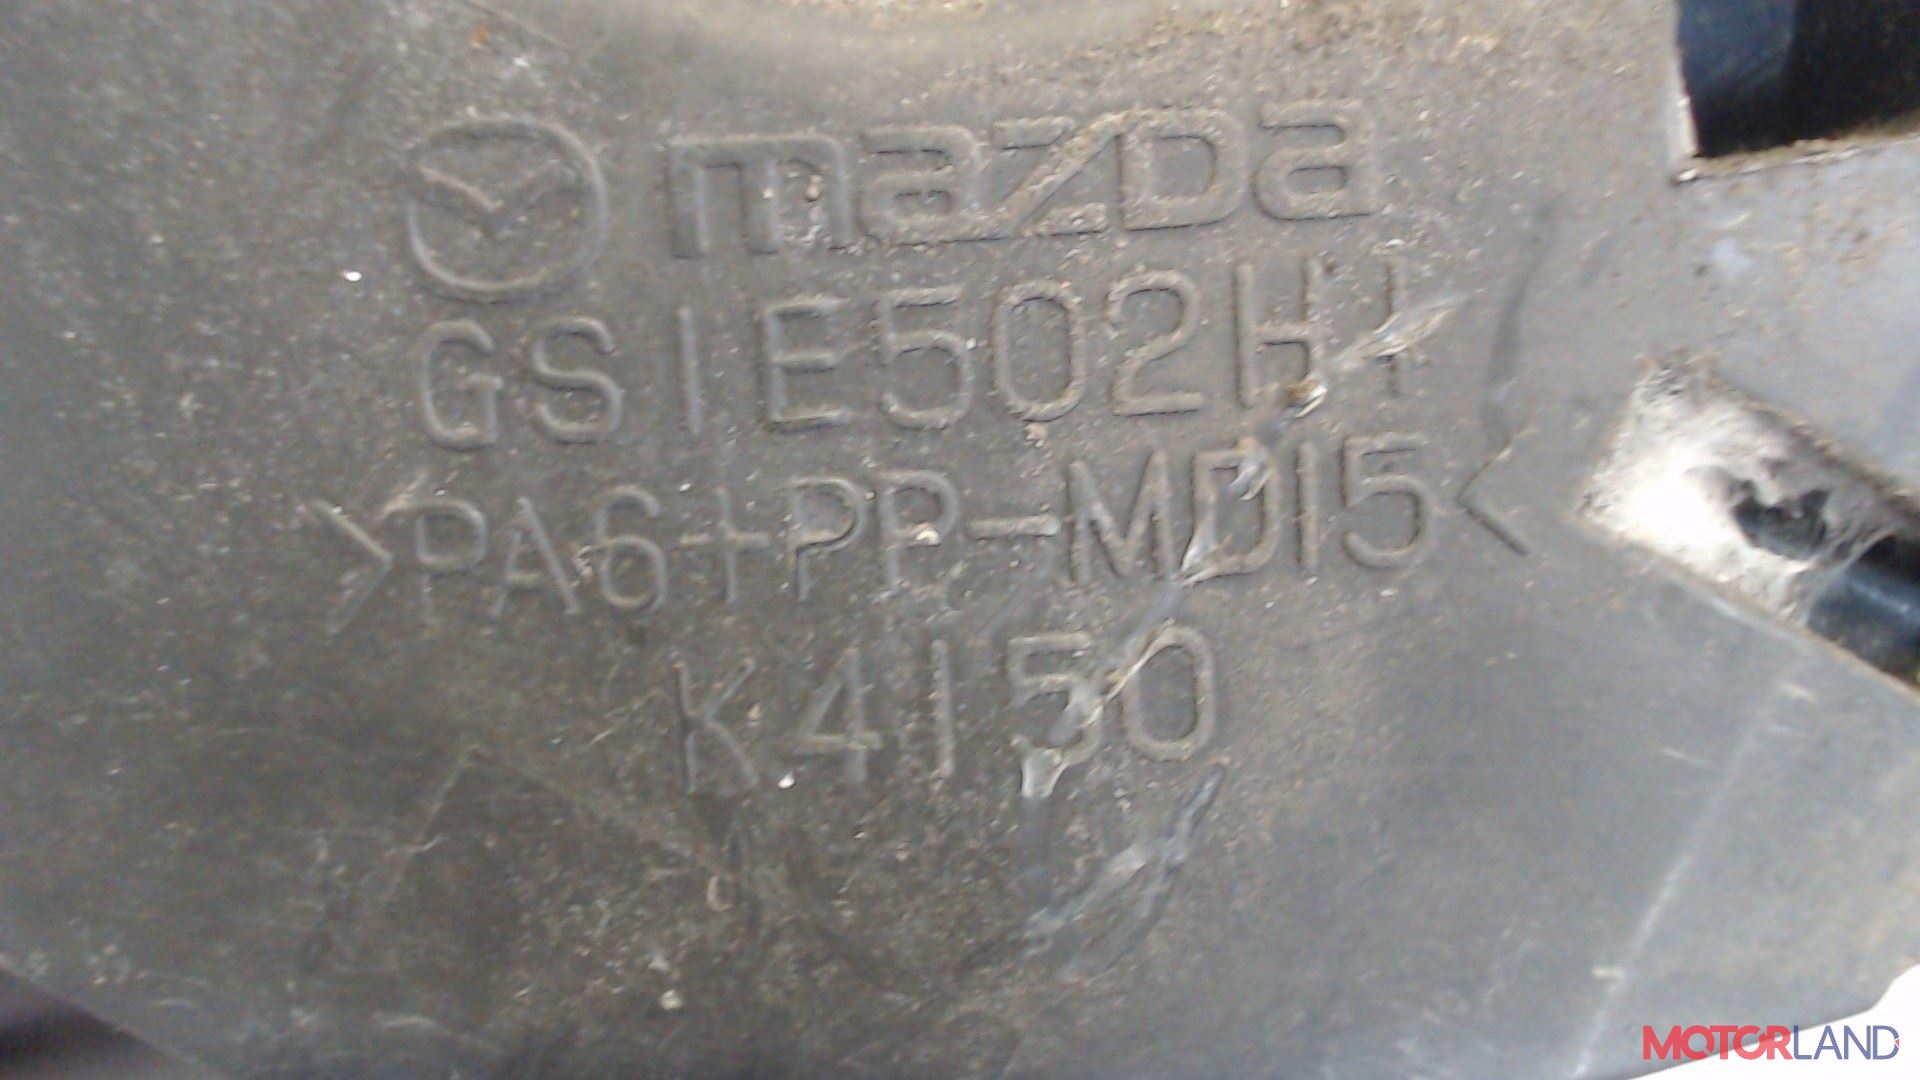 mazda
GS1E502H1
>PA6+PP-MD15<
K4150
MOTORLAND